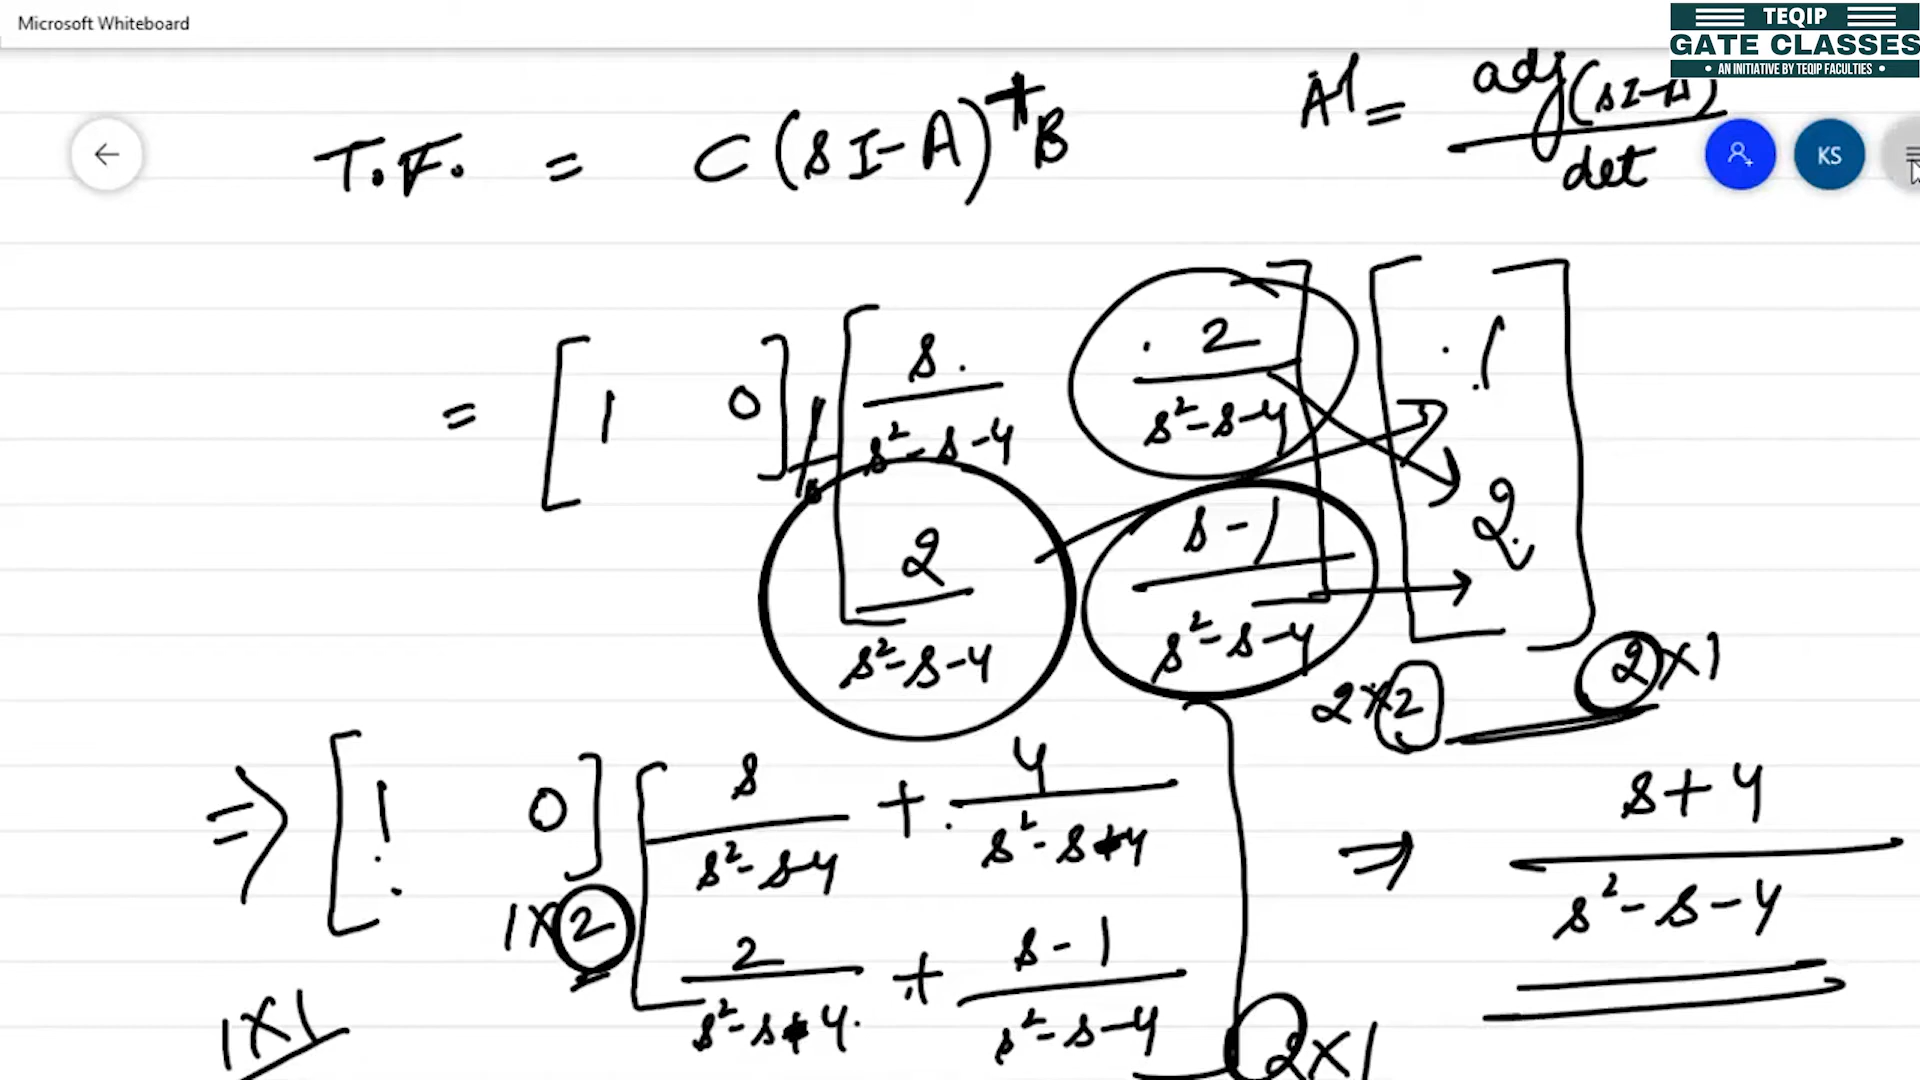 Microsoft Whiteboard
TEQIP
GATE CLASSES
• AN INITIATIVE BY TEQIP FACULTIES •
T.F. = C(sI-A)⁻¹B
A⁻¹ = adj(sI-A) / det
KS
= [1 0] [s/(s²-s-4) 2/(s²-s-4)] [1]
[2/(s²-s-4) (s-1)/(s²-s-4)] [2]
2×2 2×1
⇒ [1 0] [s/(s²-s-4) + 4/(s²-s-4)] ⇒ (s+4)/(s²-s-4)
1×2 [2/(s²-s-4) + (s-1)/(s²-s-4)]
1×1 2×1